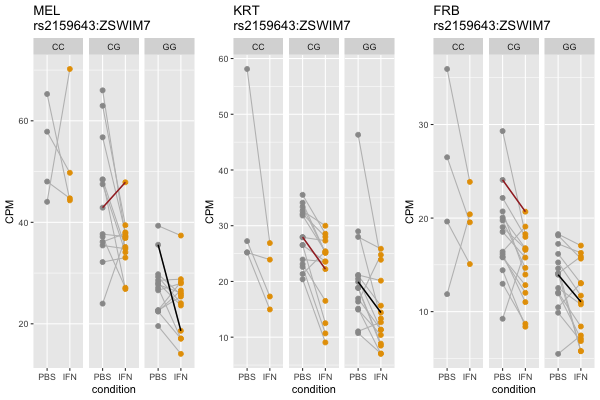 MEL
rs2159643:ZSWIM7
CC CG GG
60
40
20
CPM
PBS IFN PBS IFN PBS IFN
condition
KRT
rs2159643:ZSWIM7
CC CG GG
60
50
40
30
20
10
CPM
PBS IFN PBS IFN PBS IFN
condition
FRB
rs2159643:ZSWIM7
CC CG GG
30
20
10
CPM
PBS IFN PBS IFN PBS IFN
condition